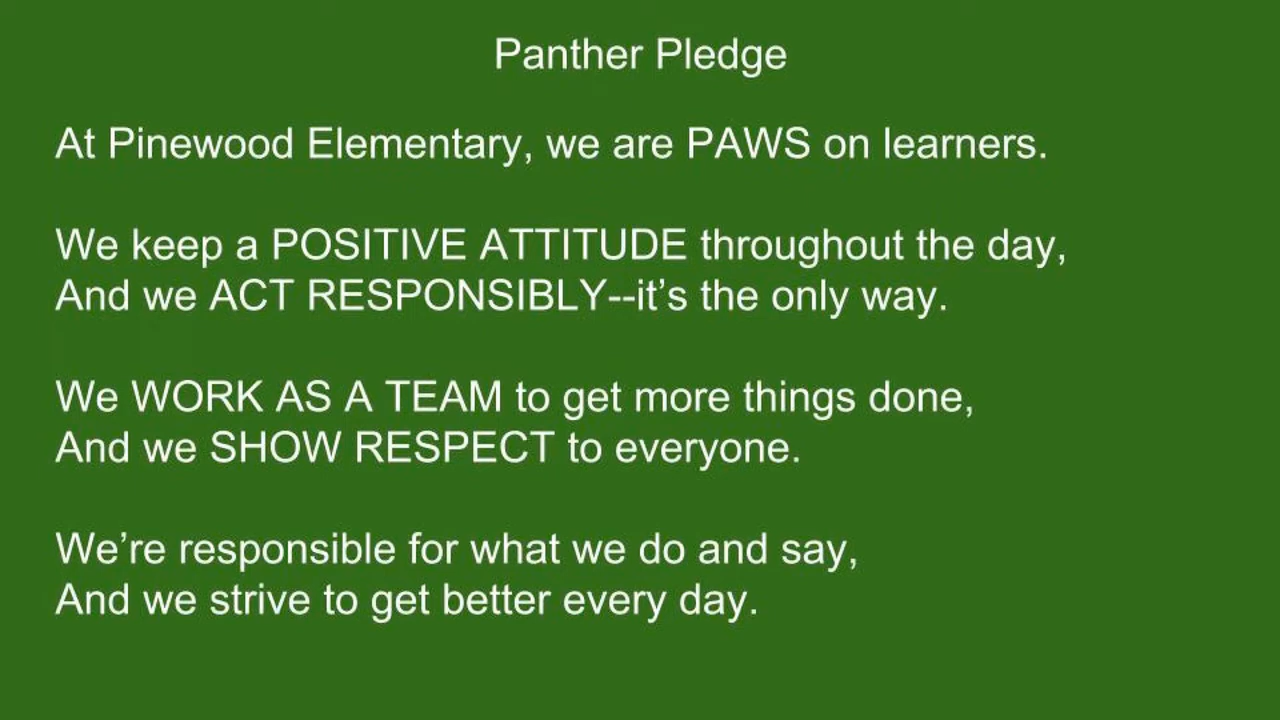 Panther Pledge
At Pinewood Elementary, we are PAWS on learners.
We keep a POSITIVE ATTITUDE throughout the day,
And we ACT RESPONSIBLY--it’s the only way.
We WORK AS A TEAM to get more things done,
And we SHOW RESPECT to everyone.
We’re responsible for what we do and say,
And we strive to get better every day.